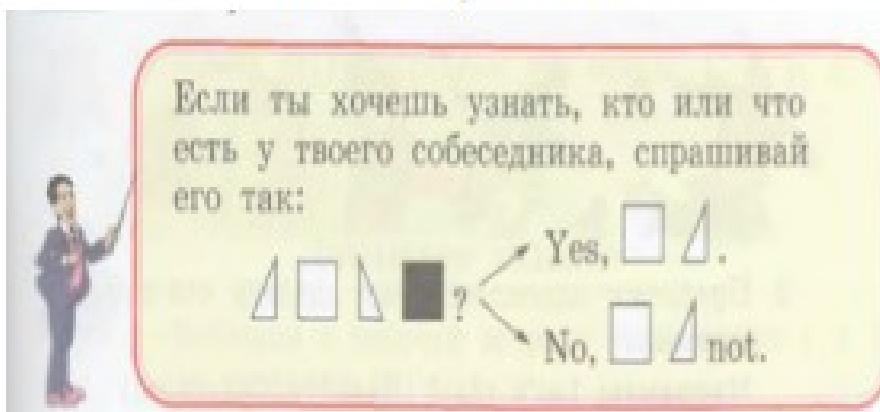 Если ты хочешь узнать, кто или что
есть у твоего собеседника, спрашивай
его так:
Yes, .
?
No, not.